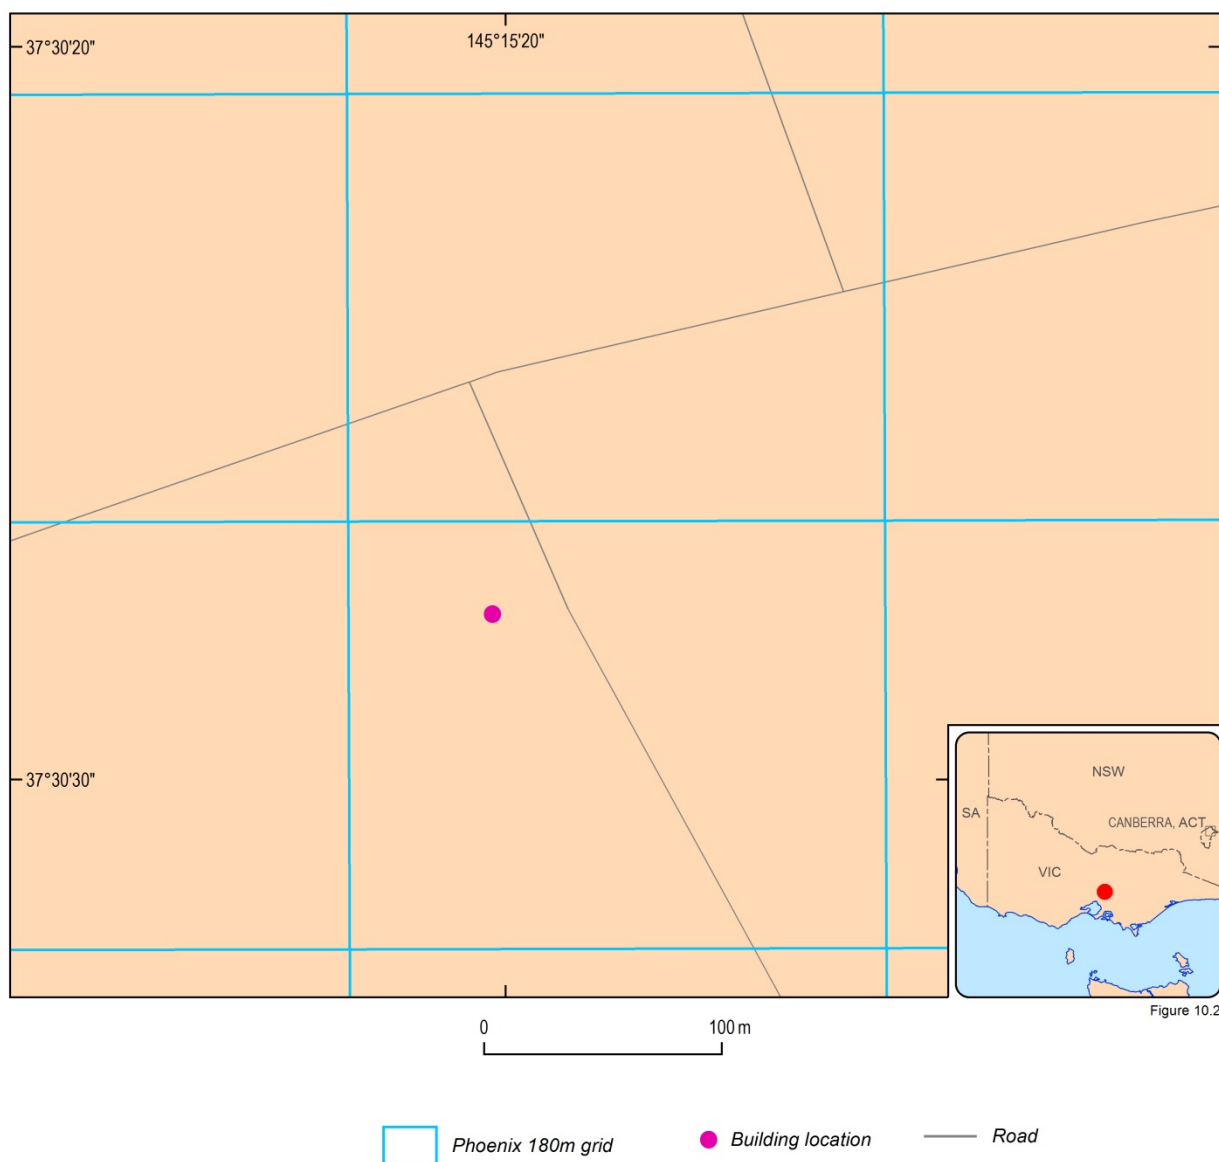 37°30'20"
145°15'20"
37°30'30"
NSW
SA
CANBERRA, ACT
VIC
Figure 10.2
0
100 m
Phoenix 180m grid
Building location
Road